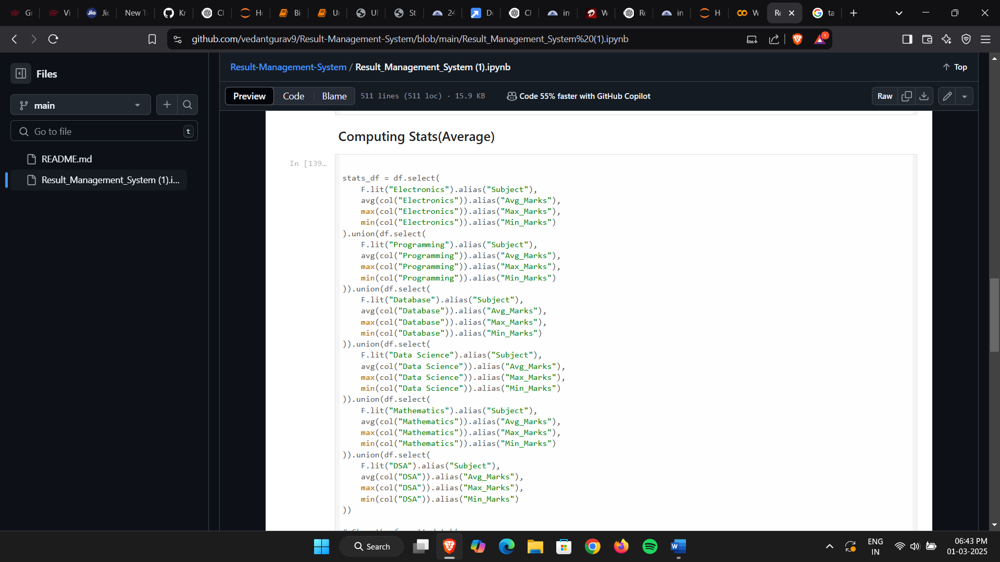 Gr
Vi
Jio
Jic
New Ta
Kr
Cl
Ho
Bi
Ur
Ul
St
24
De
Cl
in
W
Re
in
H
W
Re
ta
github.com/vedantgurav9/Result-Management-System/blob/main/Result_Management_System%20(1).ipynb
1
Files
Result-Management-System / Result_Management_System (1).ipynb
Top
Preview Code Blame 511 lines (511 loc) · 15.9 KB Code 55% faster with GitHub Copilot
Raw
main
Go to file
t
README.md
Result_Management_System (1).i...
Computing Stats(Average)
In [139…
stats_df = df.select(
    F.lit("Electronics").alias("Subject"),
    avg(col("Electronics")).alias("Avg_Marks"),
    max(col("Electronics")).alias("Max_Marks"),
    min(col("Electronics")).alias("Min_Marks")
).union(df.select(
    F.lit("Programming").alias("Subject"),
    avg(col("Programming")).alias("Avg_Marks"),
    max(col("Programming")).alias("Max_Marks"),
    min(col("Programming")).alias("Min_Marks")
)).union(df.select(
    F.lit("Database").alias("Subject"),
    avg(col("Database")).alias("Avg_Marks"),
    max(col("Database")).alias("Max_Marks"),
    min(col("Database")).alias("Min_Marks")
)).union(df.select(
    F.lit("Data Science").alias("Subject"),
    avg(col("Data Science")).alias("Avg_Marks"),
    max(col("Data Science")).alias("Max_Marks"),
    min(col("Data Science")).alias("Min_Marks")
)).union(df.select(
    F.lit("Mathematics").alias("Subject"),
    avg(col("Mathematics")).alias("Avg_Marks"),
    max(col("Mathematics")).alias("Max_Marks"),
    min(col("Mathematics")).alias("Min_Marks")
)).union(df.select(
    F.lit("DSA").alias("Subject"),
    avg(col("DSA")).alias("Avg_Marks"),
    max(col("DSA")).alias("Max_Marks"),
    min(col("DSA")).alias("Min_Marks")
))
Search
ENG
IN
06:43 PM
01-03-2025